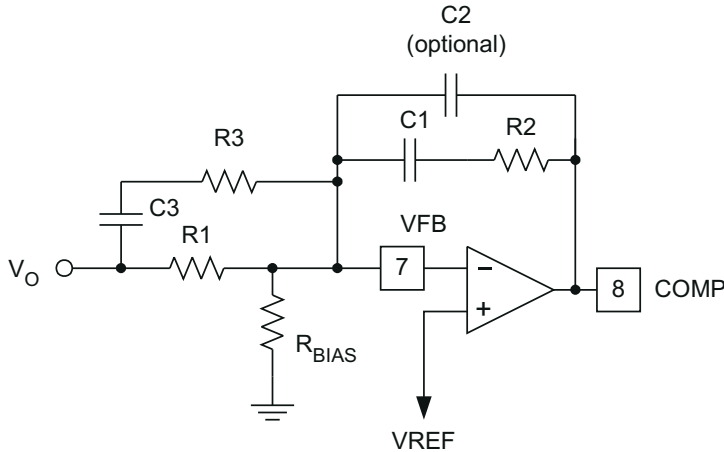 C2
(optional)
C1
R2
R3
C3
R1
VFB
V_O
7
−
+
8
COMP
R_BIAS
VREF